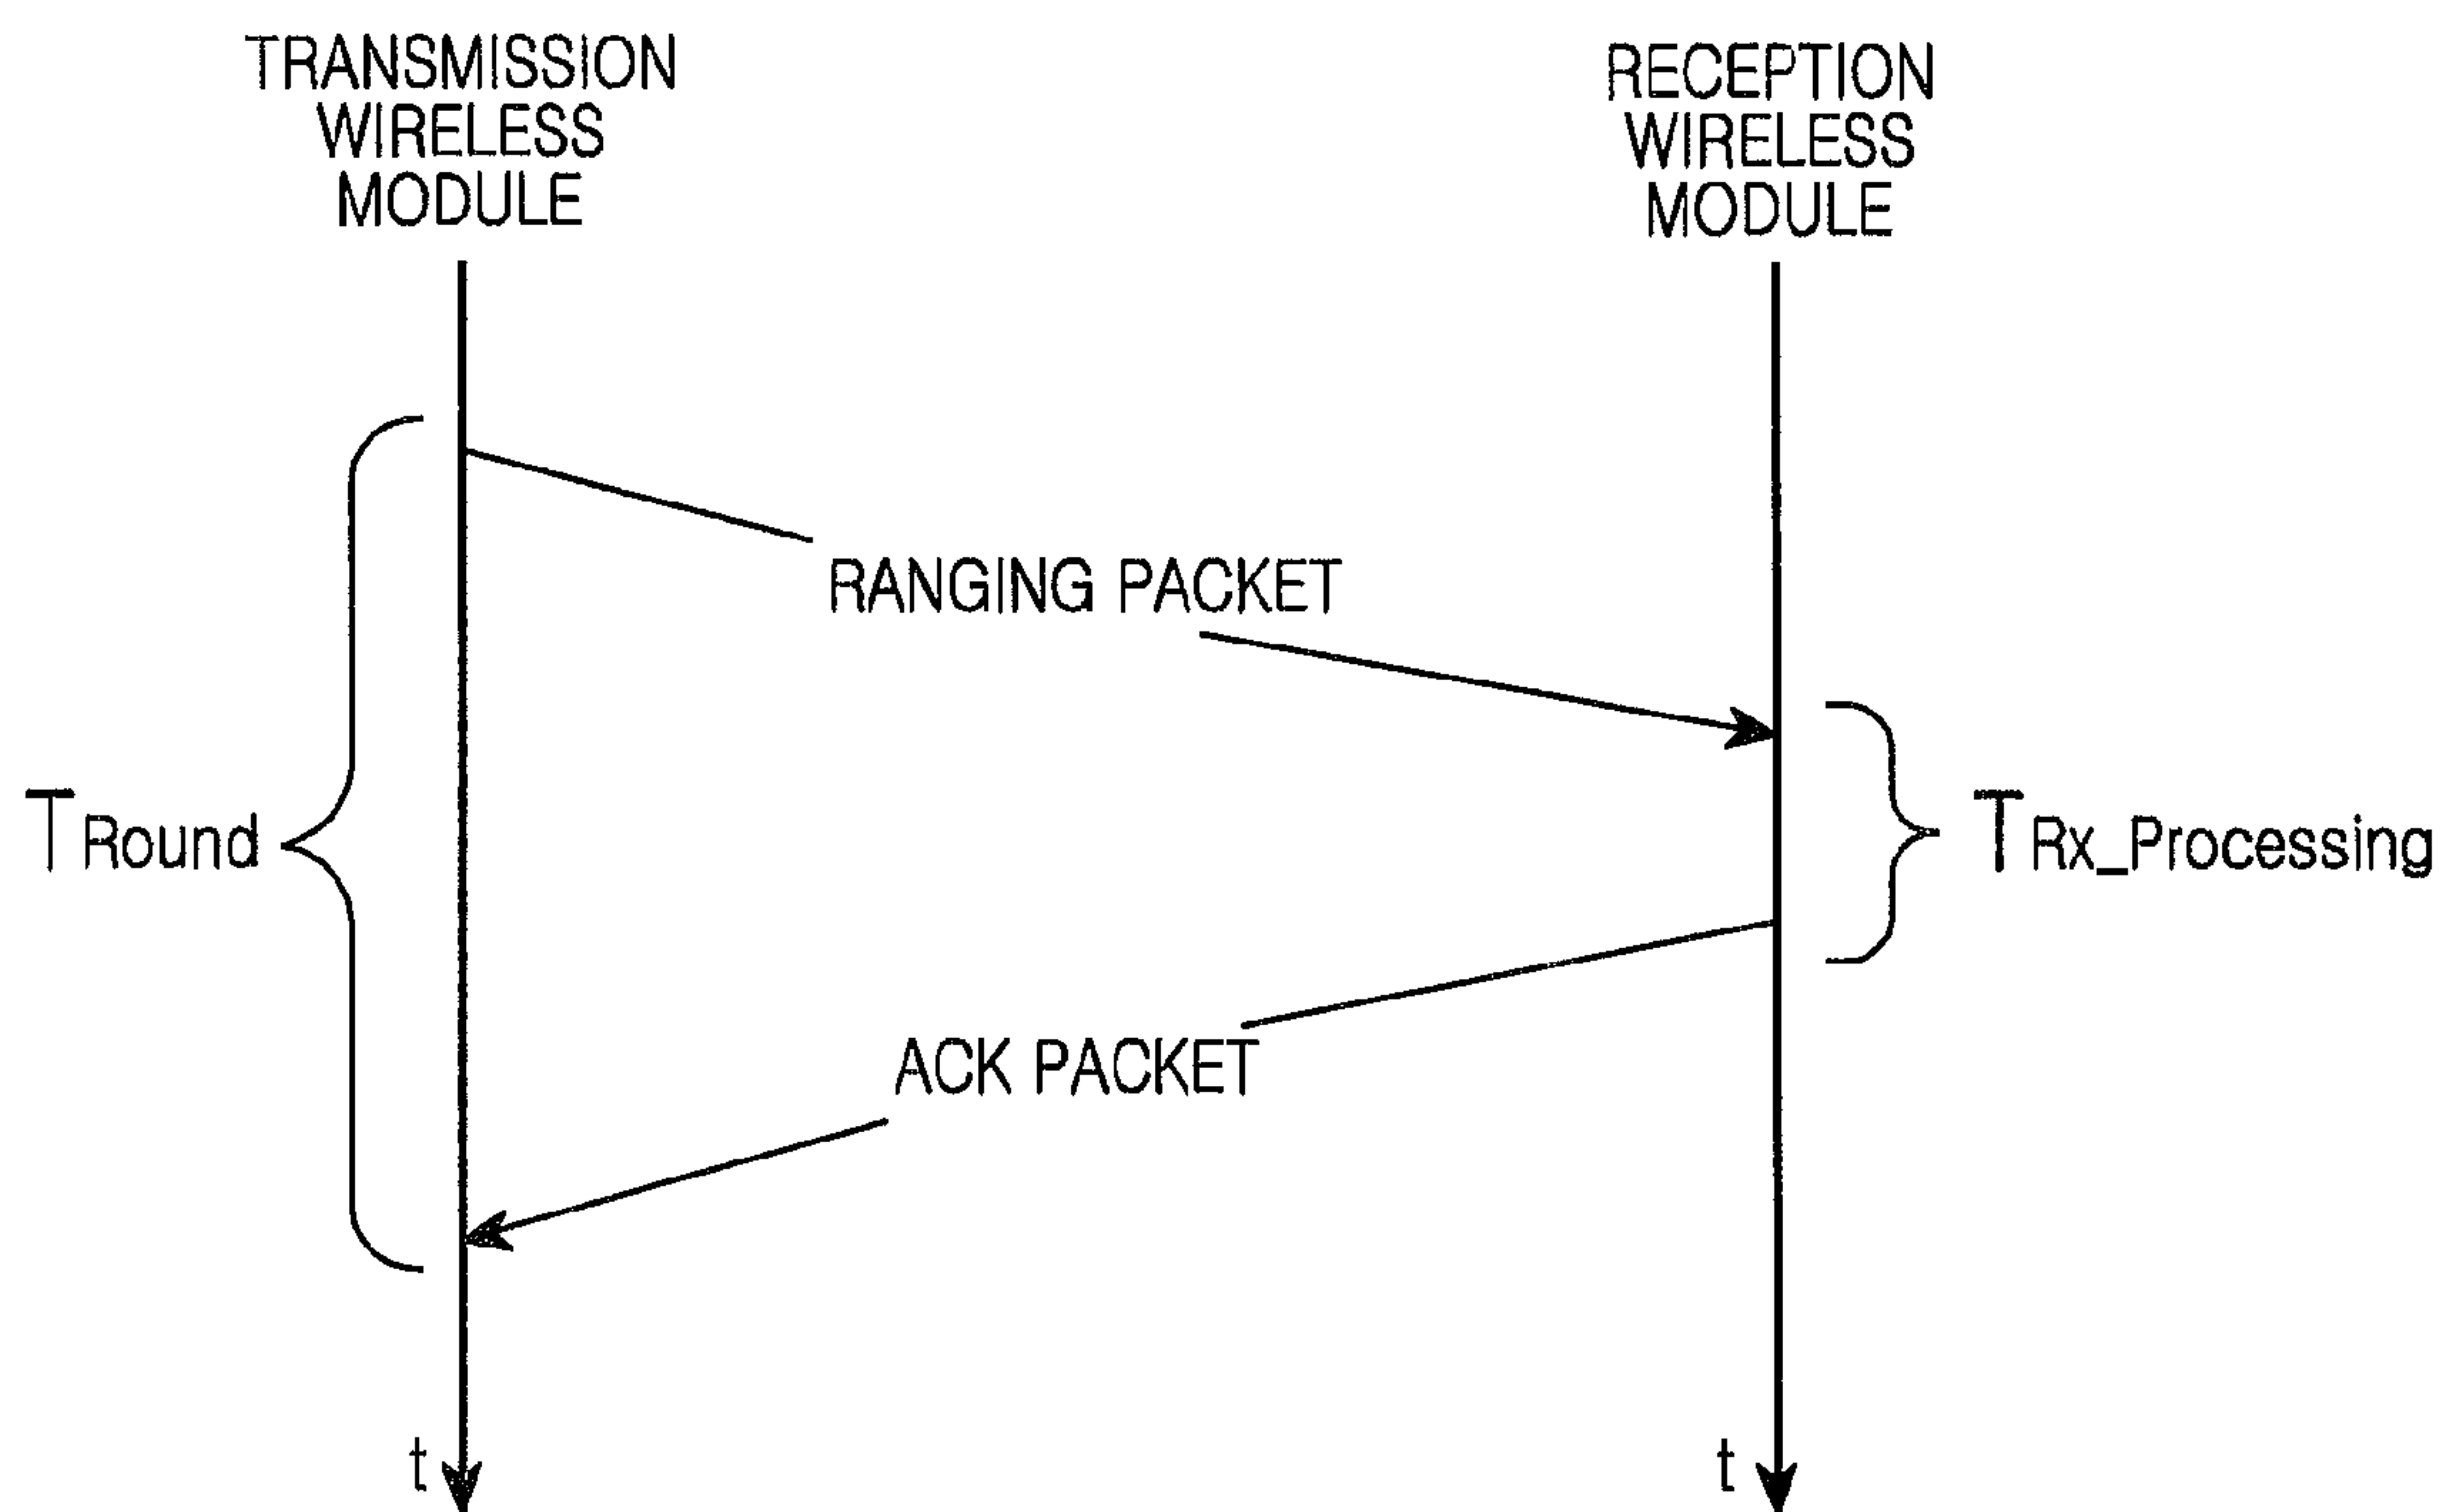 TRANSMISSION
WIRELESS
MODULE
RECEPTION
WIRELESS
MODULE
RANGING PACKET
TRound
TRx_Processing
ACK PACKET
t
t